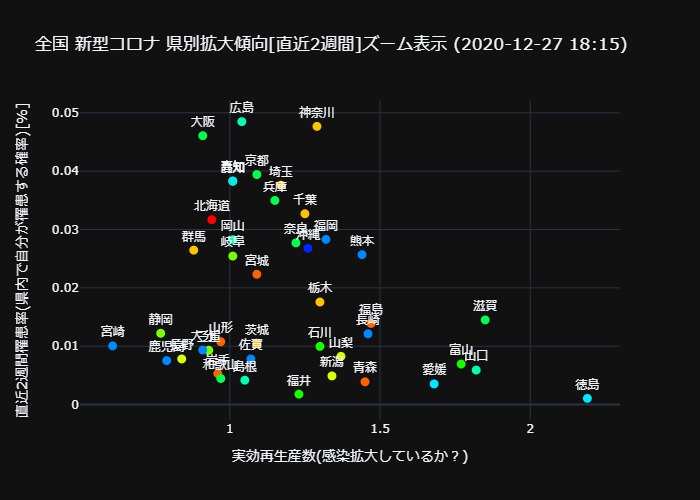 全国 新型コロナ 県別拡大傾向[直近2週間]ズーム表示 (2020-12-27 18:15)
直近2週間罹患率(県内で自分が罹患する確率)[%]
0.05
0.04
0.03
0.02
0.01
0
広島
神奈川
大阪
京都
高知
埼玉
兵庫
千葉
北海道
岡山
奈良
福岡
沖縄
群馬
岐阜
熊本
宮城
栃木
福島
滋賀
長崎
静岡
宮崎
山形
茨城
石川
山梨
鹿児島
佐賀
富山
山口
新潟
青森
和歌山
島根
愛媛
福井
徳島
1
1.5
2
実効再生産数(感染拡大しているか？)